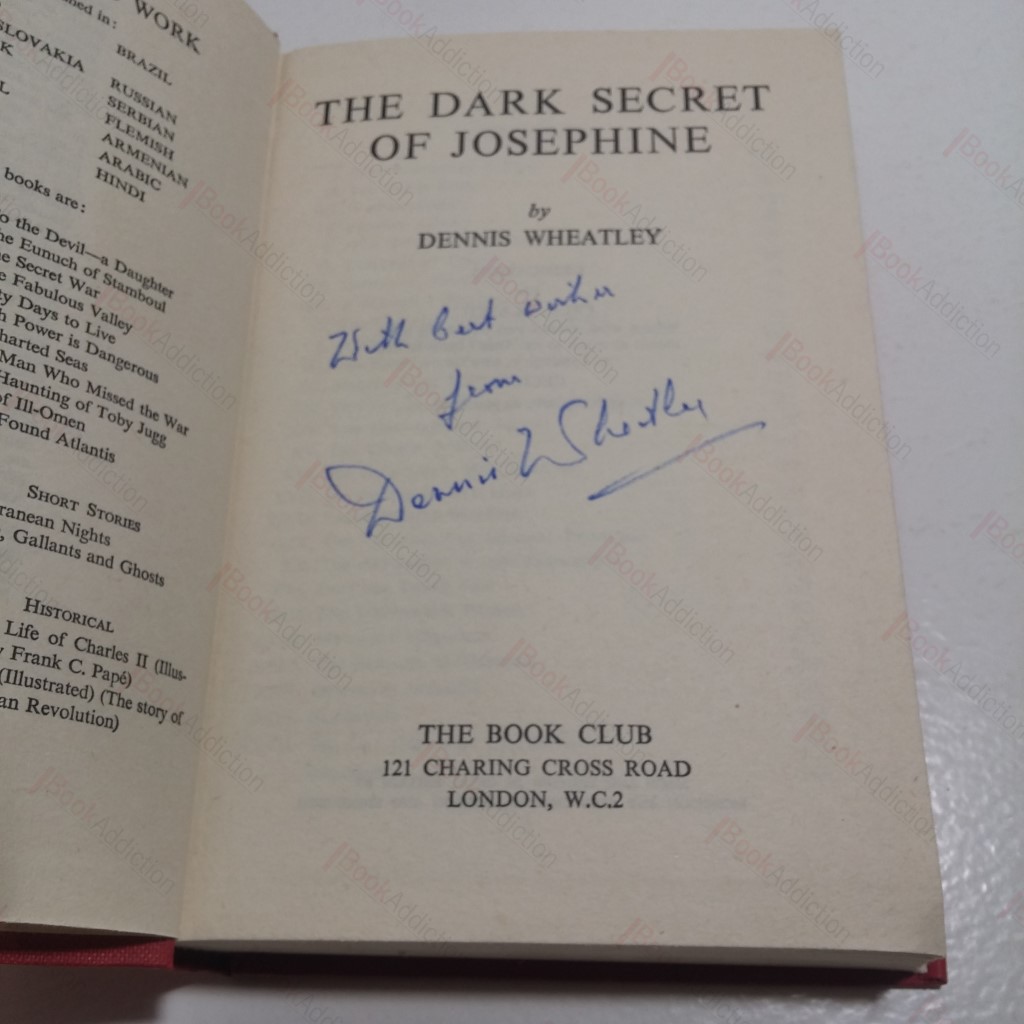 WORK
ned in:
SLOVAKIA
BRAZIL
K
RUSSIAN
SERBIAN
FLEMISH
ARMENIAN
ARABIC
HINDI
books are:
o the Devil—a Daughter
he Eunuch of Stamboul
e Secret War
e Fabulous Valley
ty Days to Live
h Power is Dangerous
harted Seas
Man Who Missed the War
Haunting of Toby Jugg
of Ill-Omen
Found Atlantis
SHORT STORIES
ranean Nights
, Gallants and Ghosts
HISTORICAL
Life of Charles II (Illus-
y Frank C. Papé)
(Illustrated) (The story of
an Revolution)
THE DARK SECRET
OF JOSEPHINE
by
DENNIS WHEATLEY
With best wishes
from
Dennis Wheatley
THE BOOK CLUB
121 CHARING CROSS ROAD
LONDON, W.C.2
BookAddiction